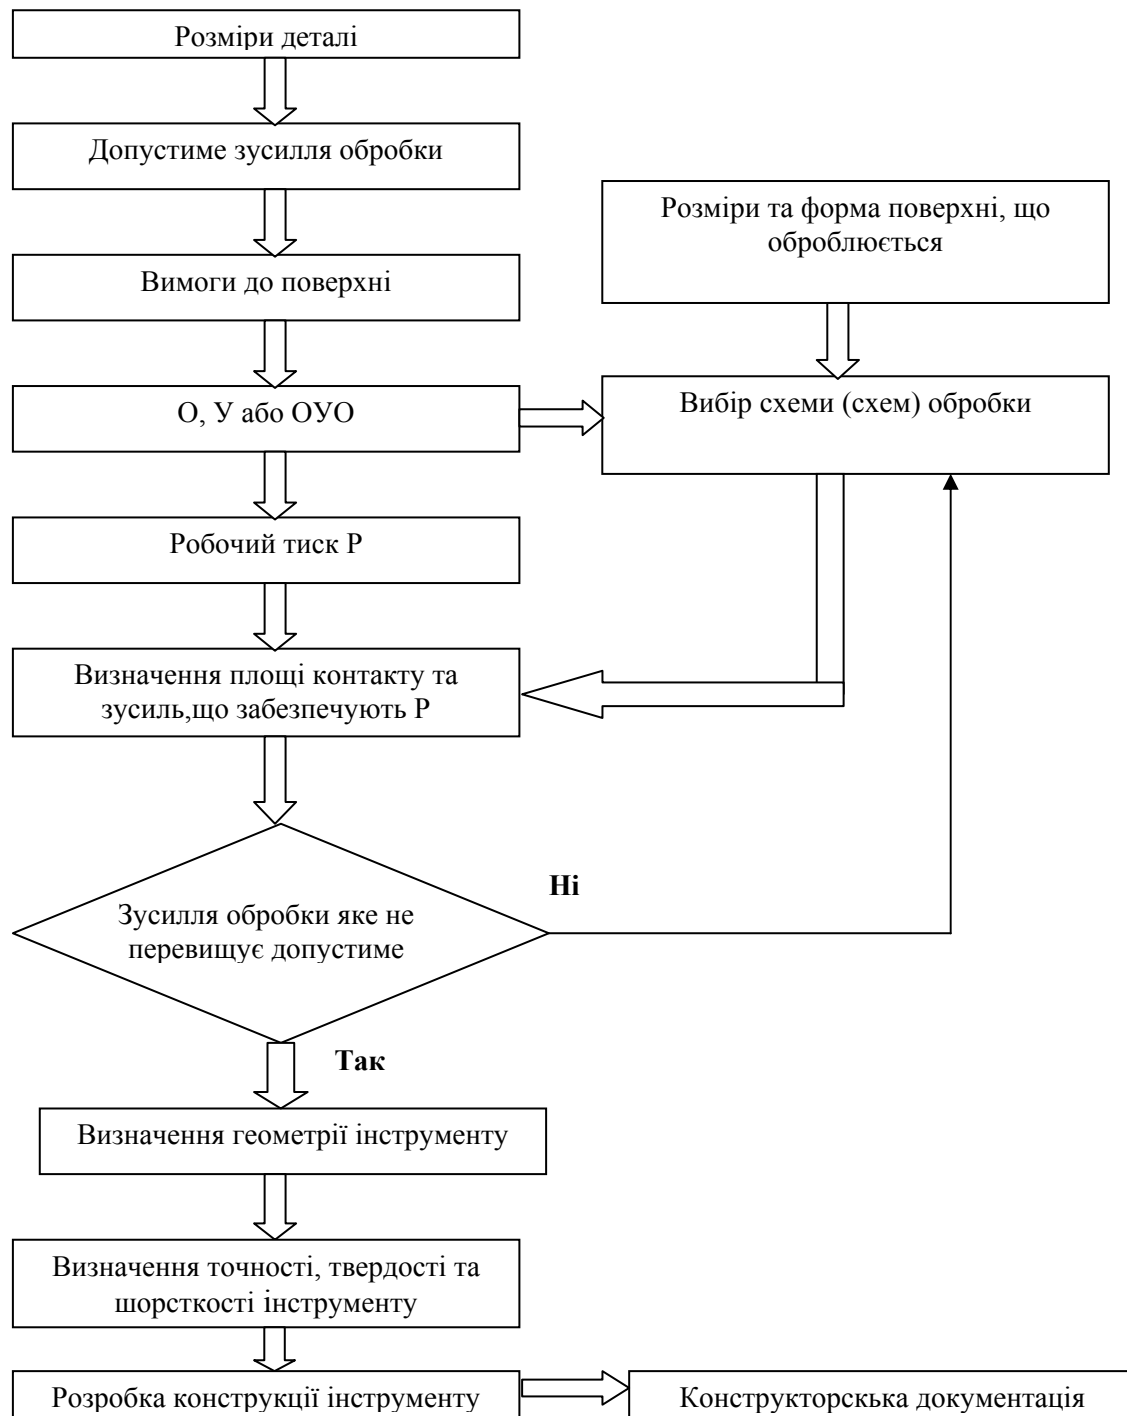 Розміри деталі
Допустиме зусилля обробки
Розміри та форма поверхні, що
оброблюється
Вимоги до поверхні
О, У або ОУО
Вибір схеми (схем) обробки
Робочий тиск Р
Визначення площі контакту та
зусиль,що забезпечують Р
Ні
Зусилля обробки яке не
перевищує допустиме
Так
Визначення геометрії інструменту
Визначення точності, твердості та
шорсткості інструменту
Розробка конструкції інструменту
Конструкторскька документація